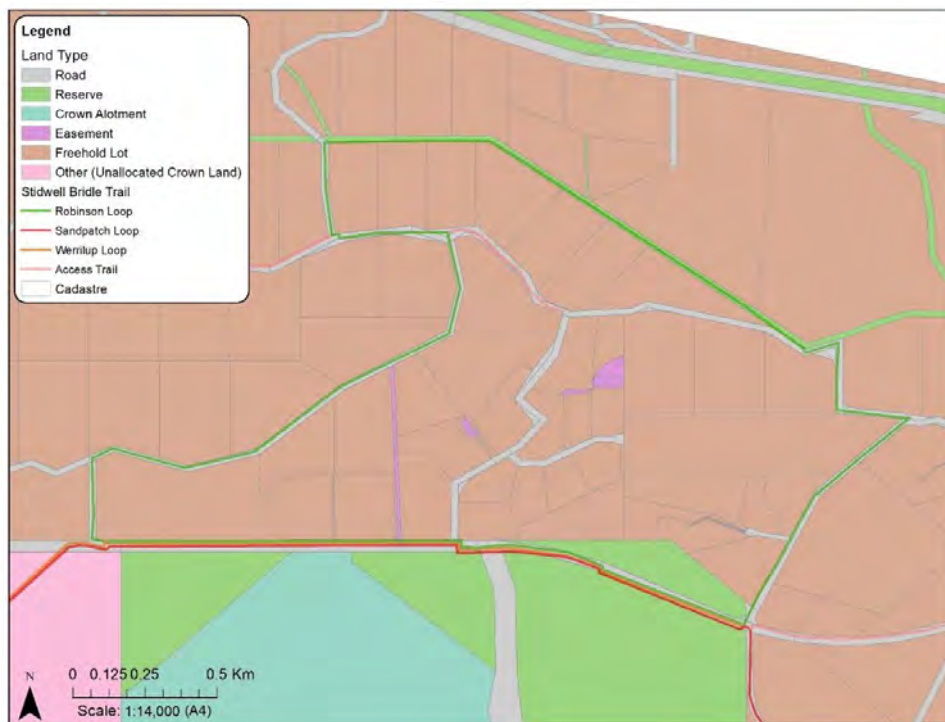 Legend
Land Type
Road
Reserve
Crown Alotment
Easement
Freehold Lot
Other (Unallocated Crown Land)
Stidwell Bridle Trail
Robinson Loop
Sandpatch Loop
Werrilup Loop
Access Trail
Cadastre
N
0 0.125 0.25 0.5 Km
Scale: 1:14,000 (A4)